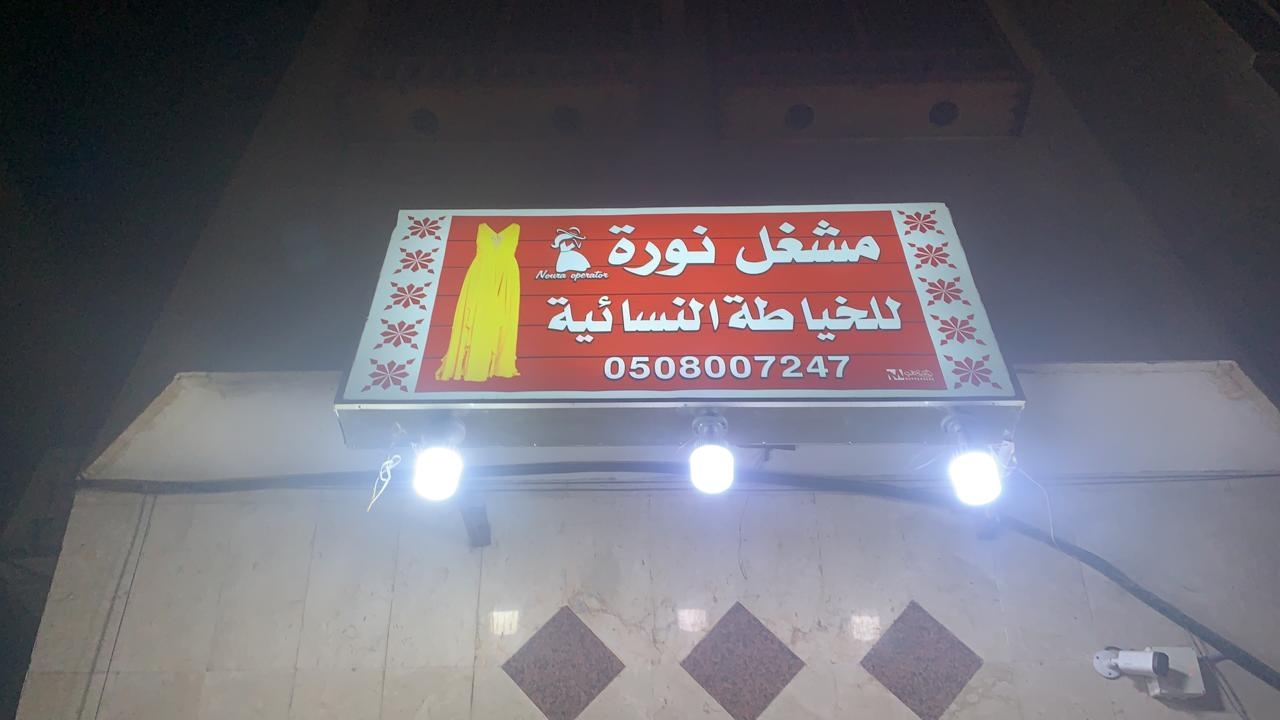 مشغل نورة
Noura operator
للخياطة النسائية
0508007247